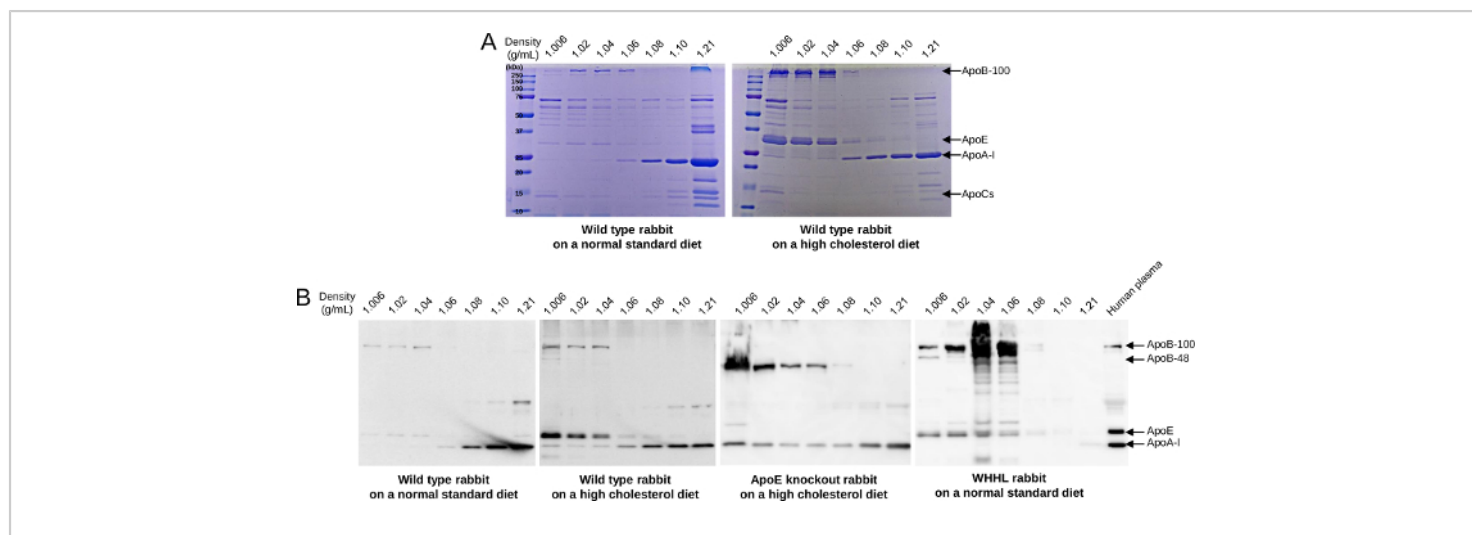 A
Density
(g/mL)
1.006
1.02
1.04
1.06
1.08
1.10
1.21
1.006
1.02
1.04
1.06
1.08
1.10
1.21
(kDa)
250
150
100
75
50
37
25
20
15
10
ApoB-100
ApoE
ApoA-I
ApoCs
Wild type rabbit
on a normal standard diet
Wild type rabbit
on a high cholesterol diet
B
Density
(g/mL)
1.006
1.02
1.04
1.06
1.08
1.10
1.21
1.006
1.02
1.04
1.06
1.08
1.10
1.21
1.006
1.02
1.04
1.06
1.08
1.10
1.21
1.006
1.02
1.04
1.06
1.08
1.10
1.21
Human plasma
ApoB-100
ApoB-48
ApoE
ApoA-I
Wild type rabbit
on a normal standard diet
Wild type rabbit
on a high cholesterol diet
ApoE knockout rabbit
on a high cholesterol diet
WHHL rabbit
on a normal standard diet